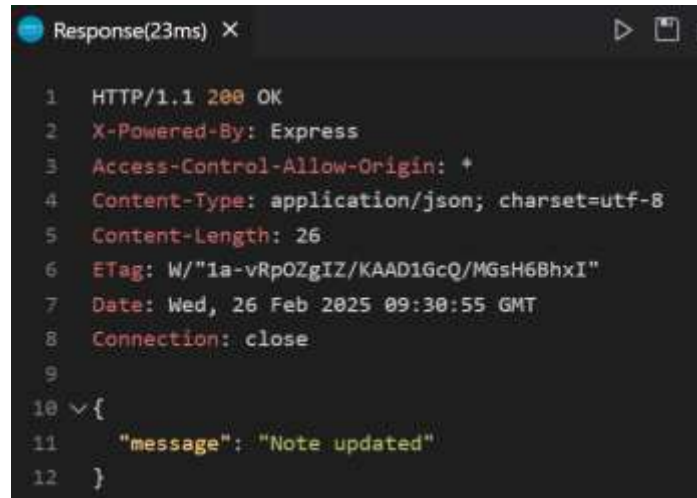 Response(23ms) ×
1 HTTP/1.1 200 OK
2 X-Powered-By: Express
3 Access-Control-Allow-Origin: *
4 Content-Type: application/json; charset=utf-8
5 Content-Length: 26
6 ETag: W/"1a-vRpOZgIZ/KAAD1GcQ/MGsH6BhxI"
7 Date: Wed, 26 Feb 2025 09:30:55 GMT
8 Connection: close
9
10 {
11 "message": "Note updated"
12 }